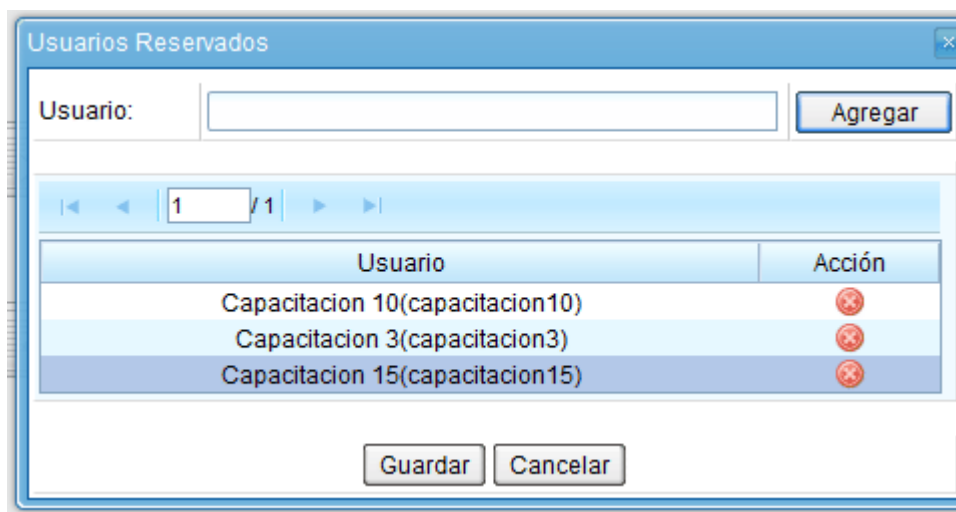 Usuarios Reservados
Usuario: Agregar
1 / 1
Usuario Acción
Capacitacion 10(capacitacion10)
Capacitacion 3(capacitacion3)
Capacitacion 15(capacitacion15)
Guardar Cancelar